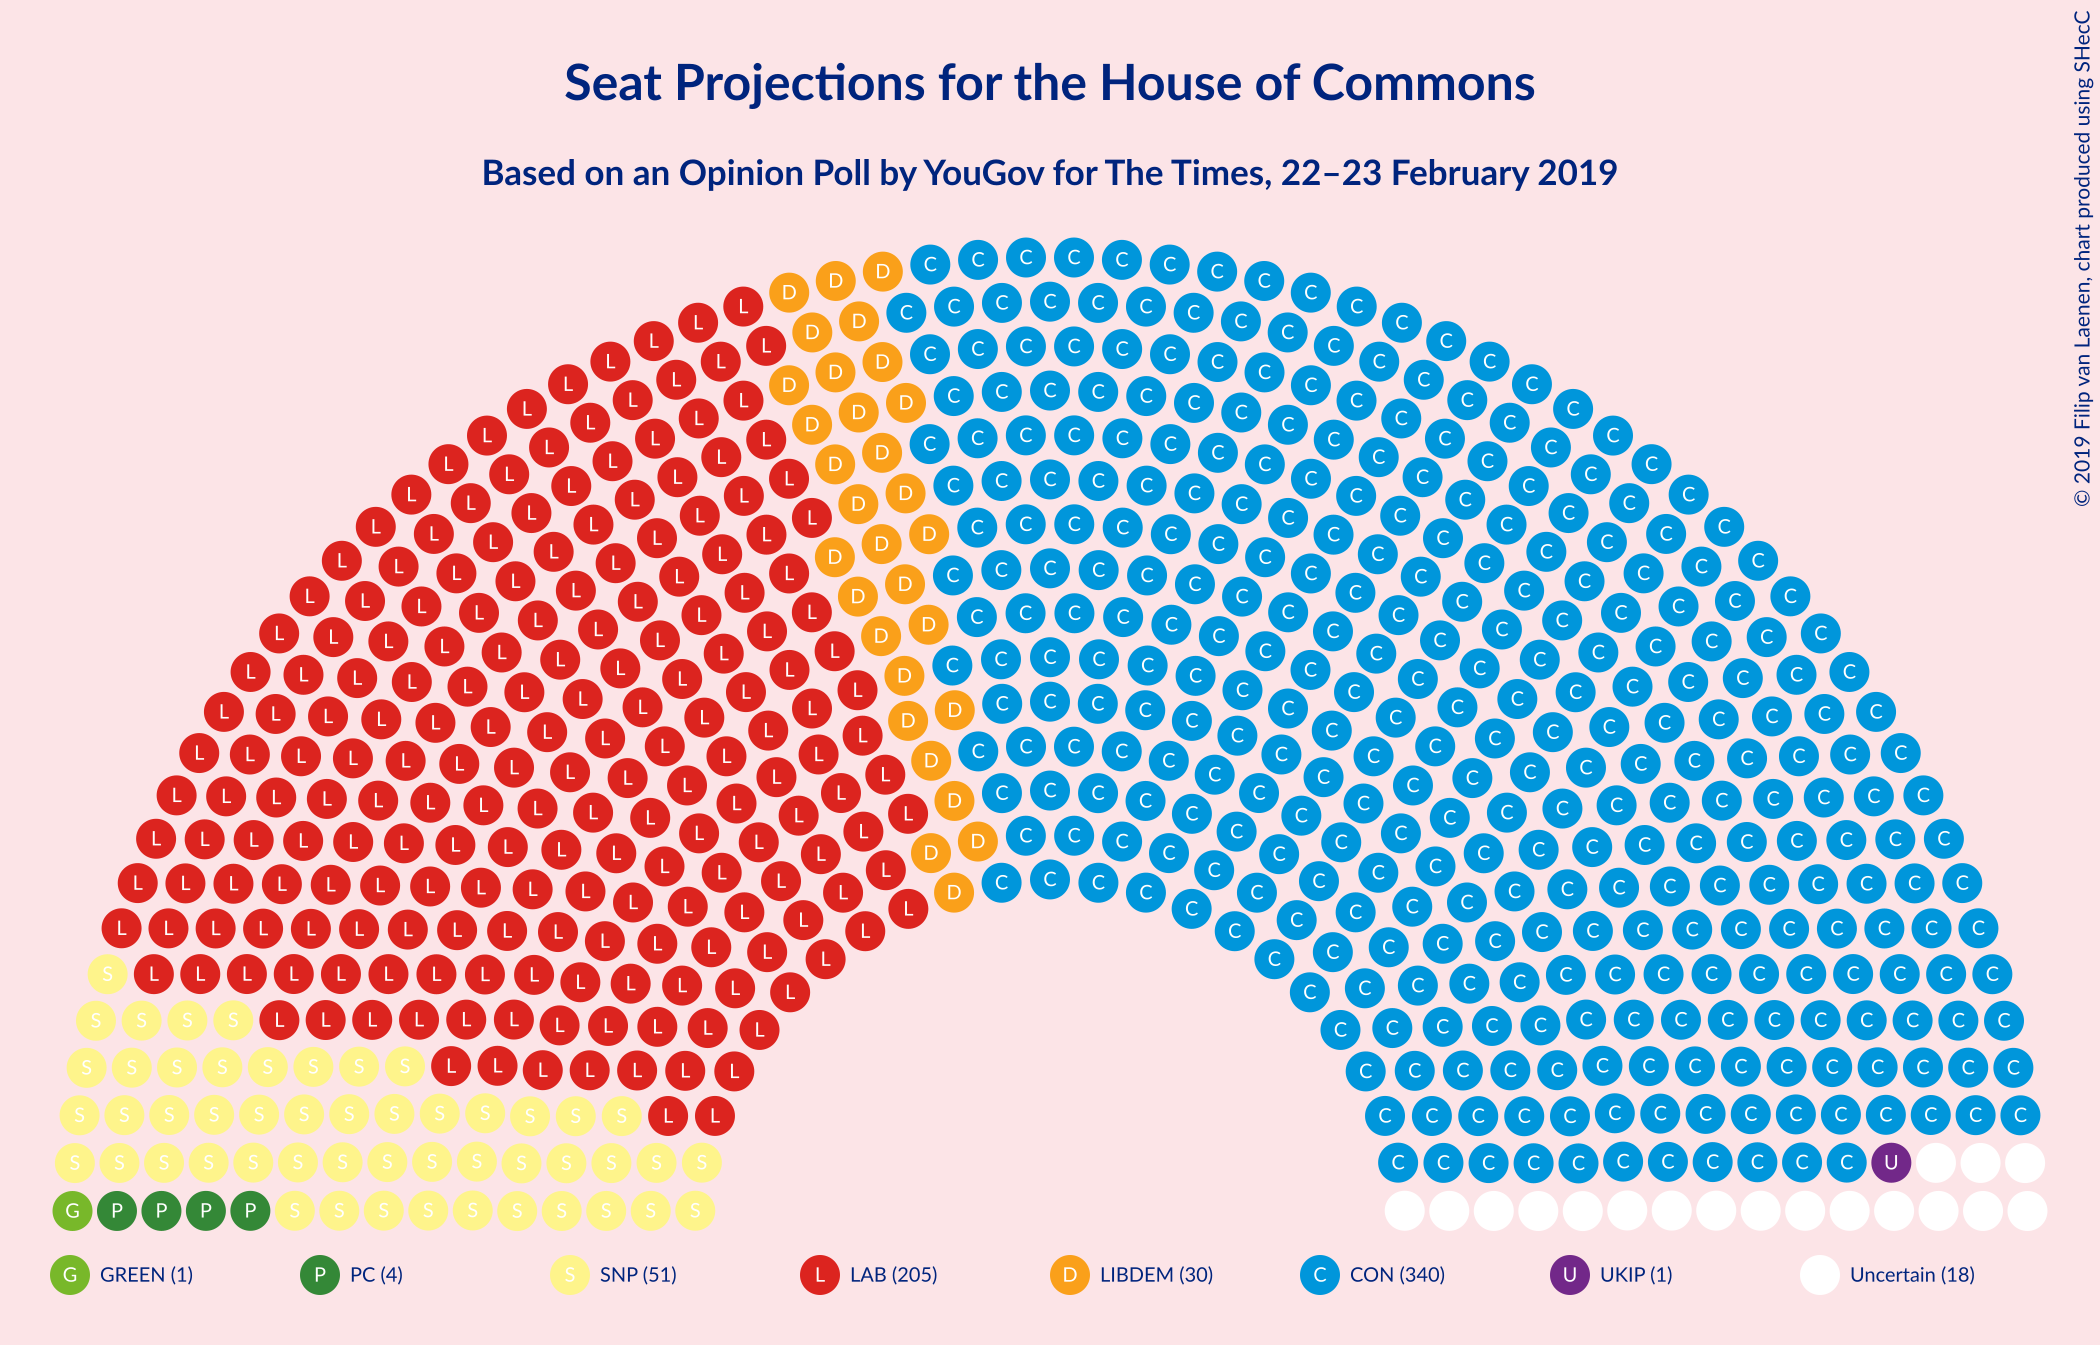 Seat Projections for the House of Commons
Based on an Opinion Poll by YouGov for The Times, 22–23 February 2019
© 2019 Filip van Laenen, chart produced using SHecC
G GREEN (1)
P PC (4)
S SNP (51)
L LAB (205)
D LIBDEM (30)
C CON (340)
U UKIP (1)
Uncertain (18)